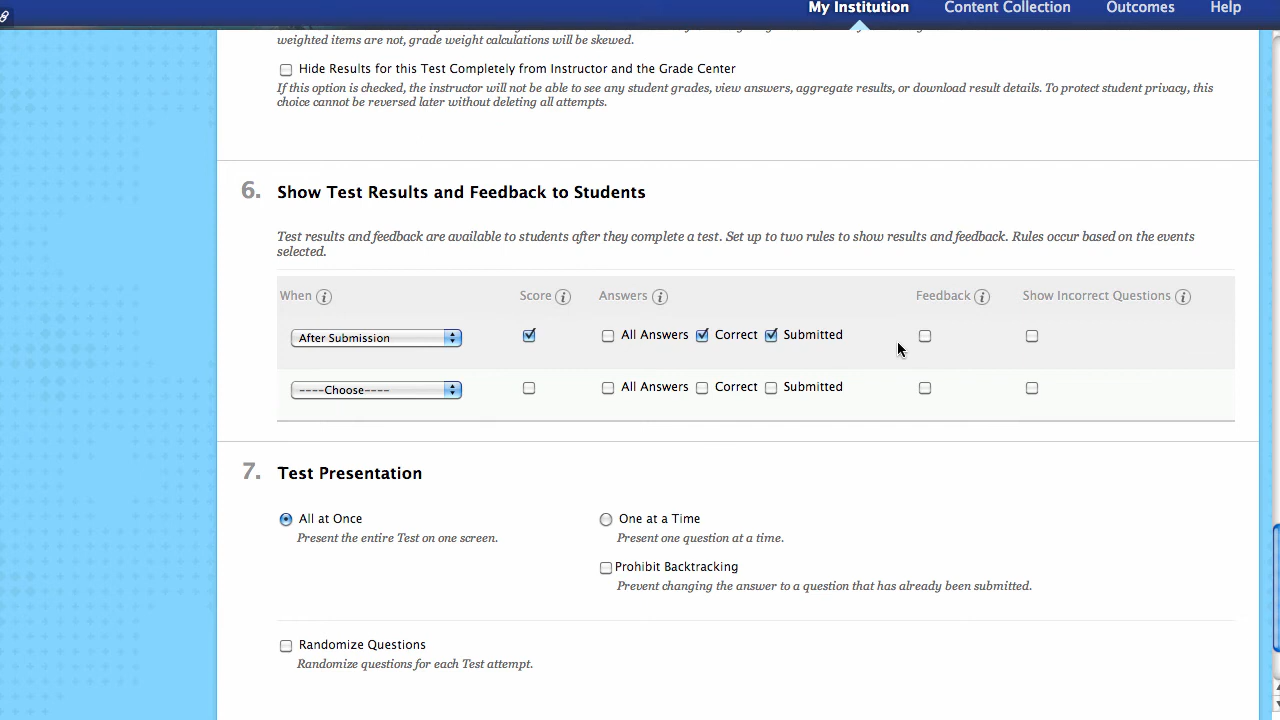 My Institution Content Collection Outcomes Help
weighted items are not, grade weight calculations will be skewed.
Hide Results for this Test Completely from Instructor and the Grade Center
If this option is checked, the instructor will not be able to see any student grades, view answers, aggregate results, or download result details. To protect student privacy, this
choice cannot be reversed later without deleting all attempts.
6. Show Test Results and Feedback to Students
Test results and feedback are available to students after they complete a test. Set up to two rules to show results and feedback. Rules occur based on the events
selected.
When Score Answers Feedback Show Incorrect Questions
After Submission All Answers Correct Submitted
----Choose---- All Answers Correct Submitted
7. Test Presentation
All at Once One at a Time
Present the entire Test on one screen. Present one question at a time.
Prohibit Backtracking
Prevent changing the answer to a question that has already been submitted.
Randomize Questions
Randomize questions for each Test attempt.